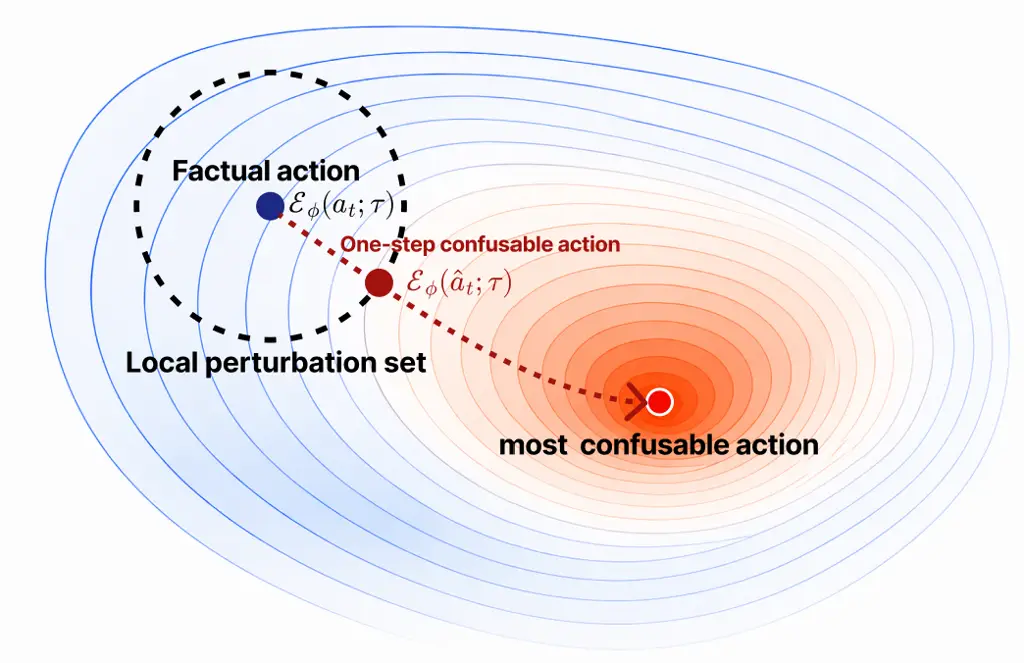 Factual action
ℰ_ϕ(a_t; τ)
One-step confusable action
ℰ_ϕ(â_t; τ)
Local perturbation set
most confusable action